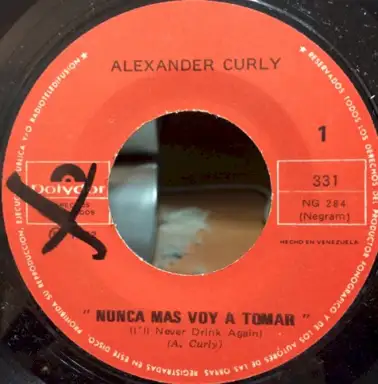 ALEXANDER CURLY
1
Polydor
331
NG 284
(Negram)
HECHO EN VENEZUELA
" NUNCA MAS VOY A TOMAR "
(I'll Never Drink Again)
(A. Curly)
RESERVADOS TODOS LOS DERECHOS DEL PRODUCTOR FONOGRAFICO Y DE LOS AUTORES DE LAS OBRAS REGISTRADAS EN ESTE DISCO. PROHIBIDA SU REPRODUCCION, EJECUCION PUBLICA Y/O RADIOTELEDIFUSION